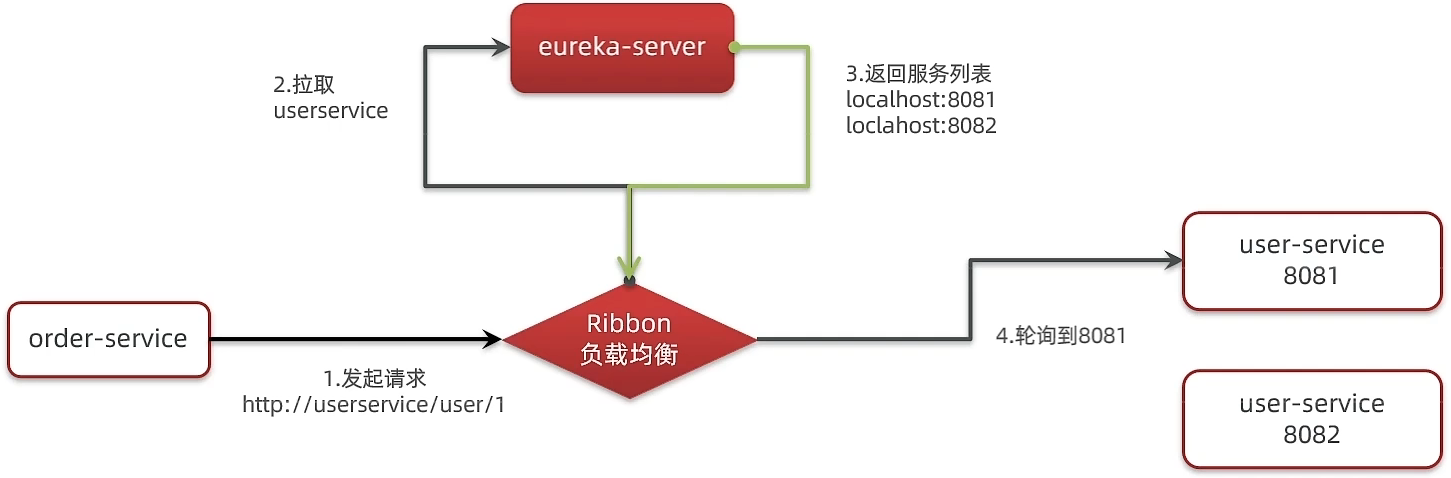 eureka-server
2.拉取
userservice
3.返回服务列表
localhost:8081
loclahost:8082
user-service
8081
order-service
Ribbon
负载均衡
4.轮询到8081
1.发起请求
http://userservice/user/1
user-service
8082